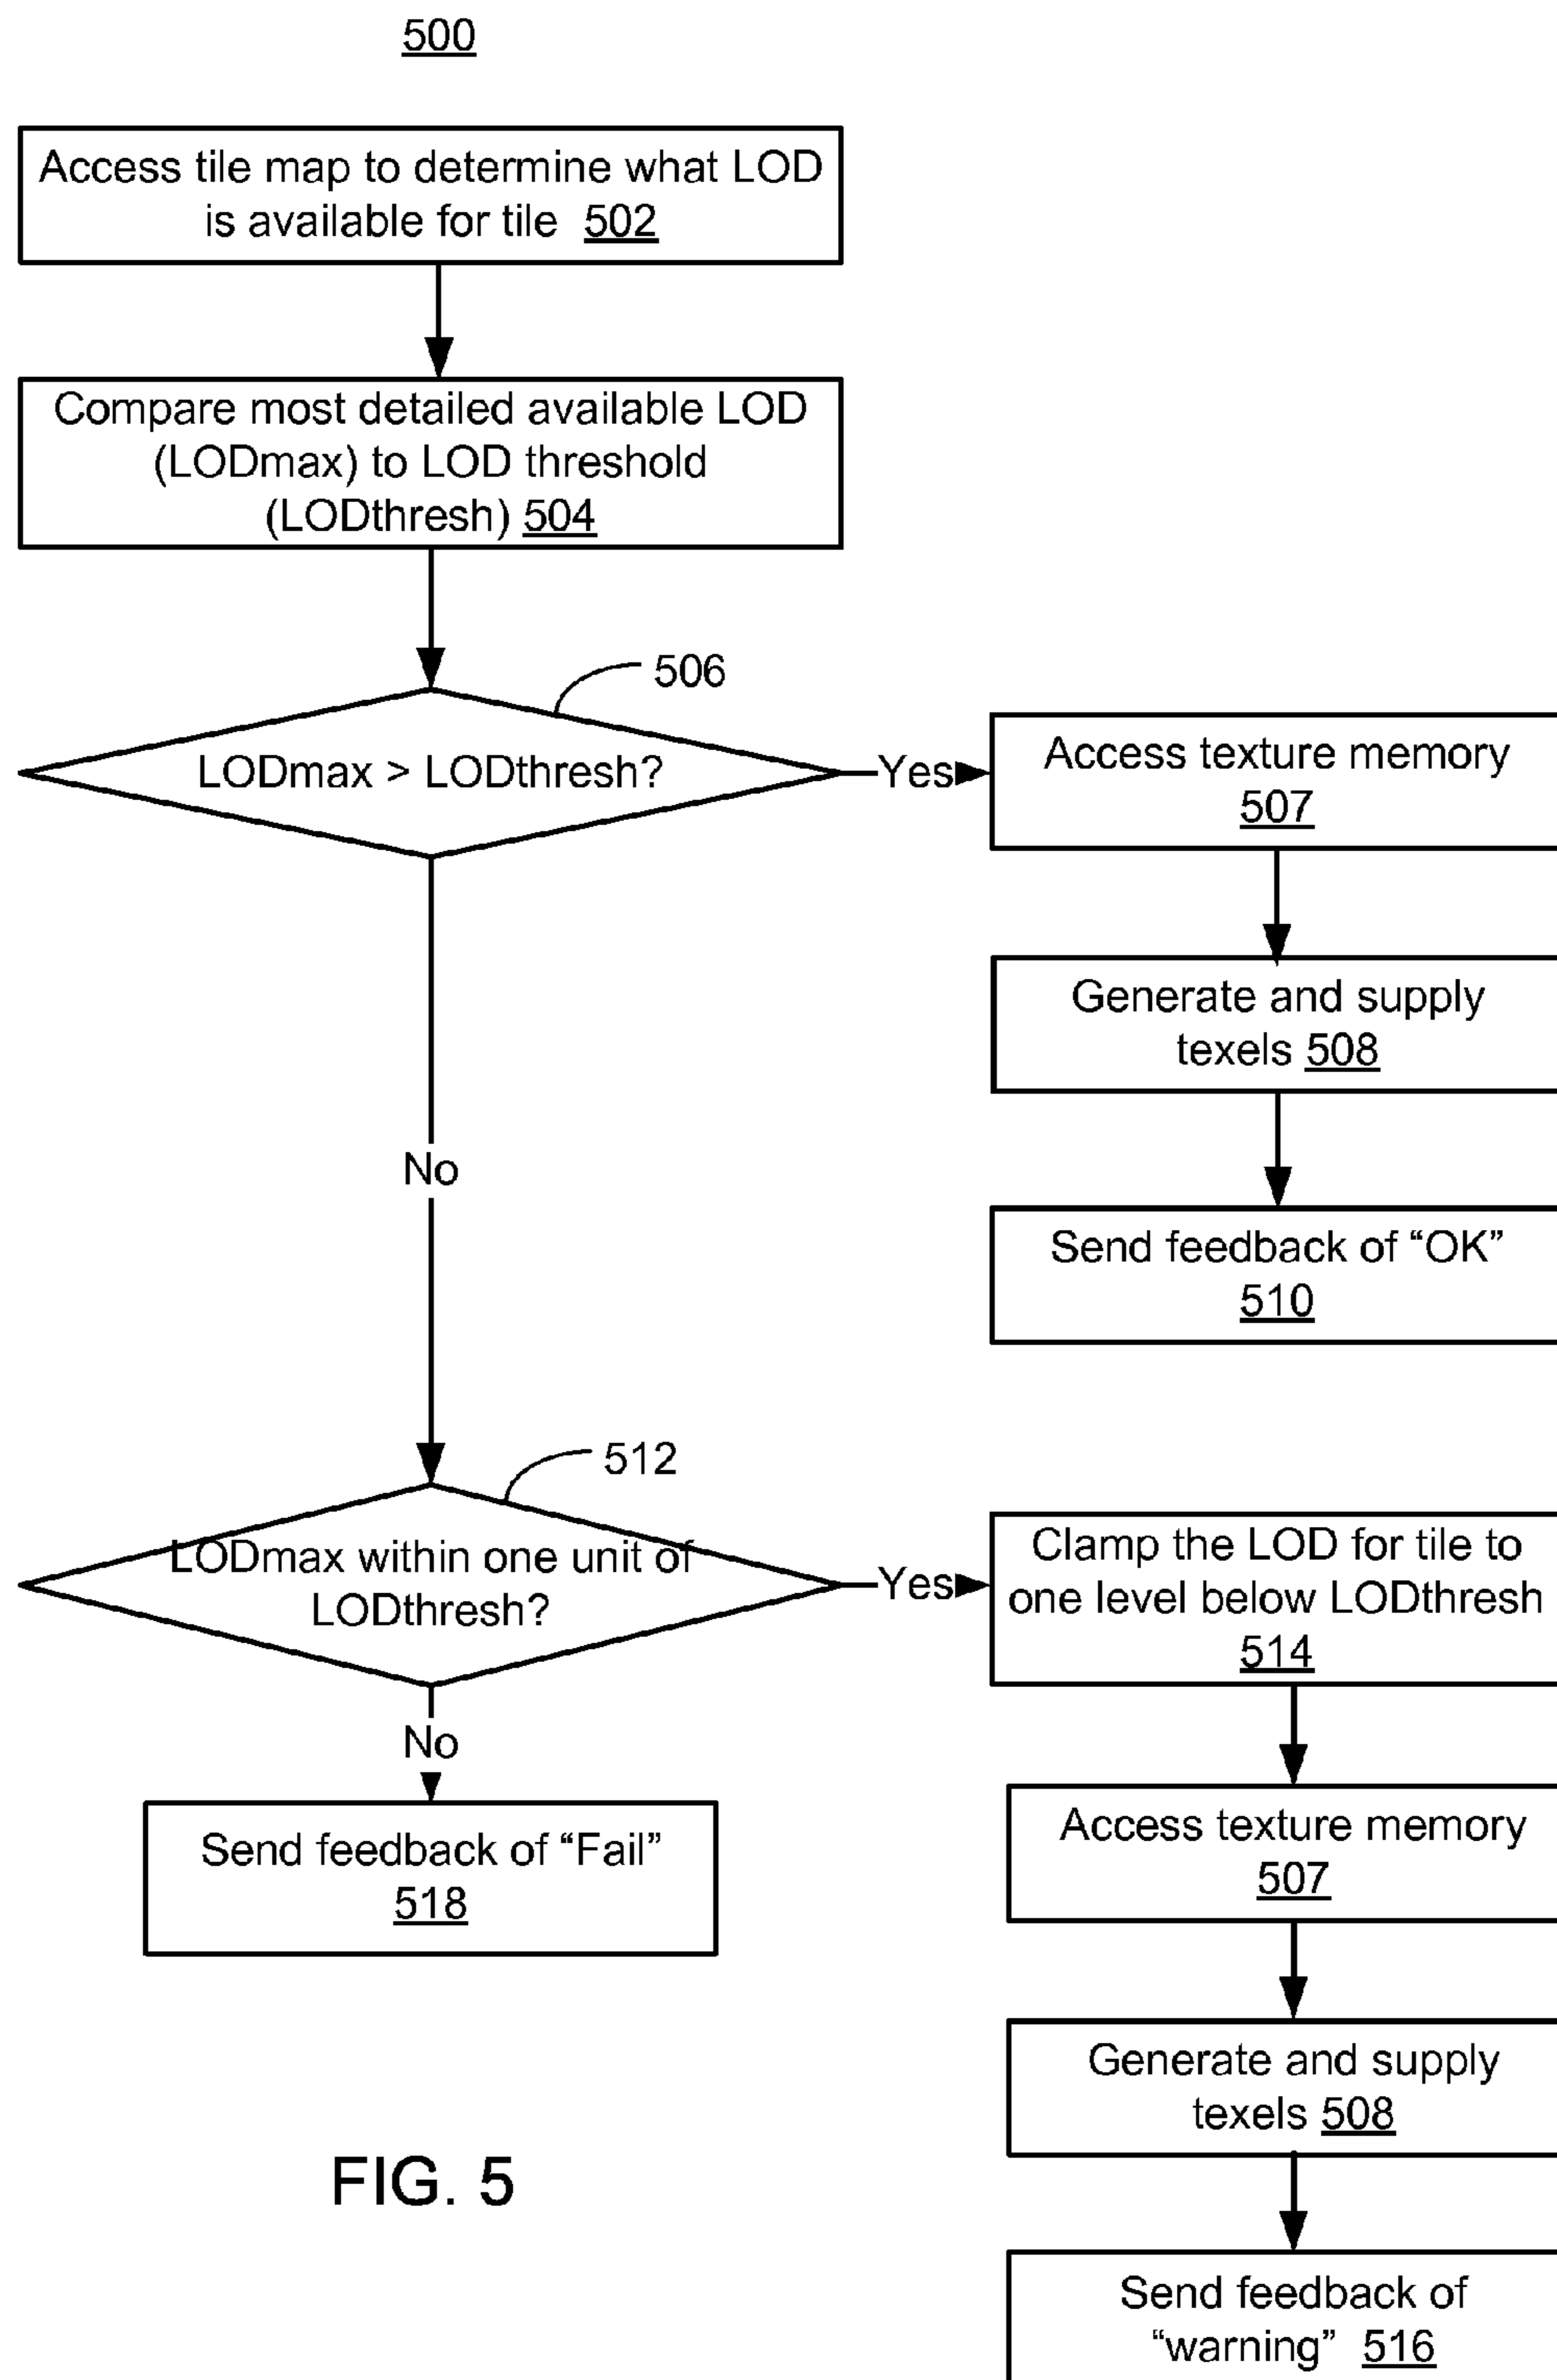 500
Access tile map to determine what LOD
is available for tile 502
Compare most detailed available LOD
(LODmax) to LOD threshold
(LODthresh) 504
506
LODmax > LODthresh?
Yes
Access texture memory
507
Generate and supply
texels 508
Send feedback of “OK”
510
No
512
LODmax within one unit of
LODthresh?
Yes
Clamp the LOD for tile to
one level below LODthresh
514
No
Send feedback of “Fail”
518
Access texture memory
507
Generate and supply
texels 508
Send feedback of
“warning” 516
FIG. 5